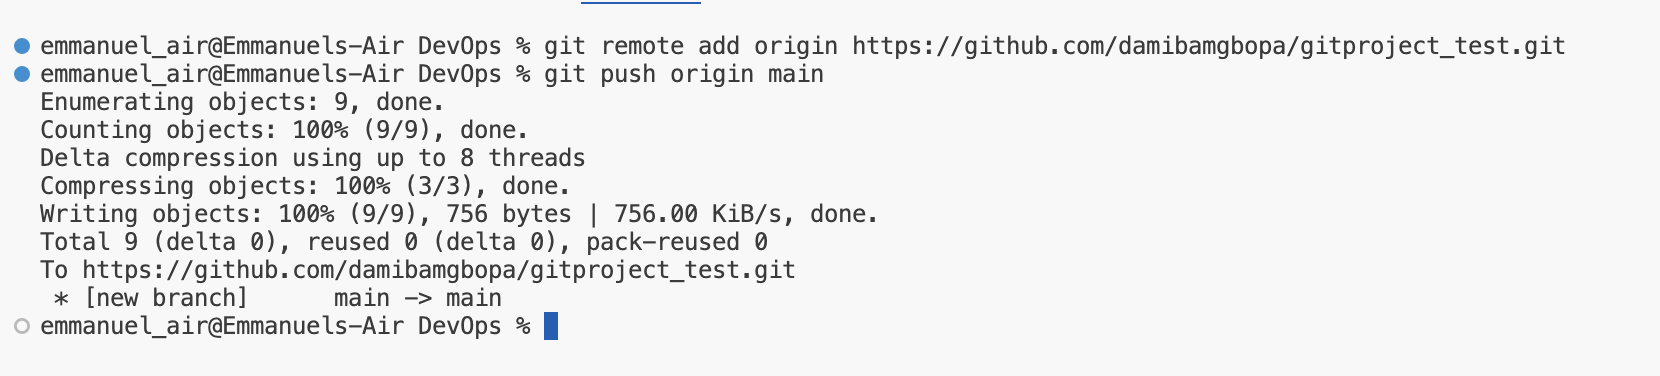 emmanuel_air@Emmanuels-Air DevOps % git remote add origin https://github.com/damibamgbopa/gitproject_test.git
emmanuel_air@Emmanuels-Air DevOps % git push origin main
Enumerating objects: 9, done.
Counting objects: 100% (9/9), done.
Delta compression using up to 8 threads
Compressing objects: 100% (3/3), done.
Writing objects: 100% (9/9), 756 bytes | 756.00 KiB/s, done.
Total 9 (delta 0), reused 0 (delta 0), pack-reused 0
To https://github.com/damibamgbopa/gitproject_test.git
 * [new branch]      main -> main
emmanuel_air@Emmanuels-Air DevOps %